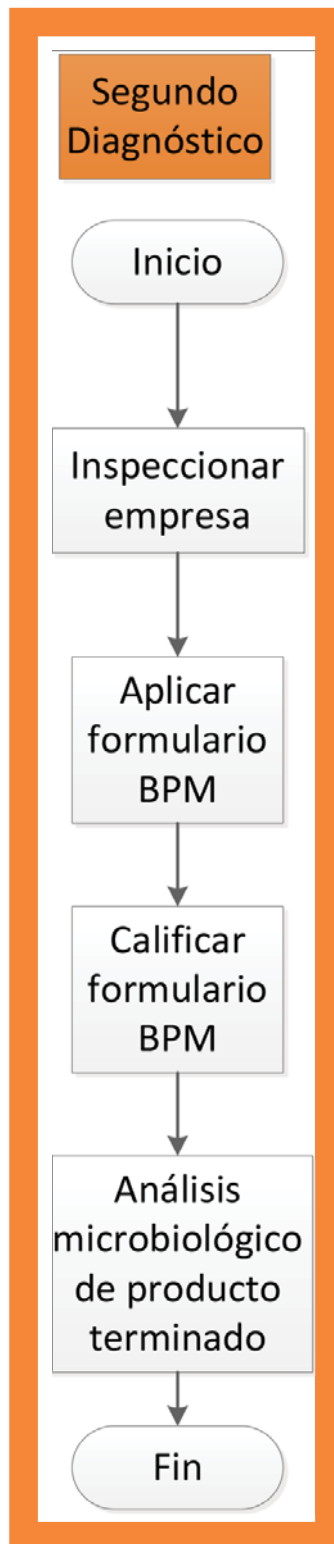 Segundo
Diagnóstico
Inicio
Inspeccionar
empresa
Aplicar
formulario
BPM
Calificar
formulario
BPM
Análisis
microbiológico
de producto
terminado
Fin